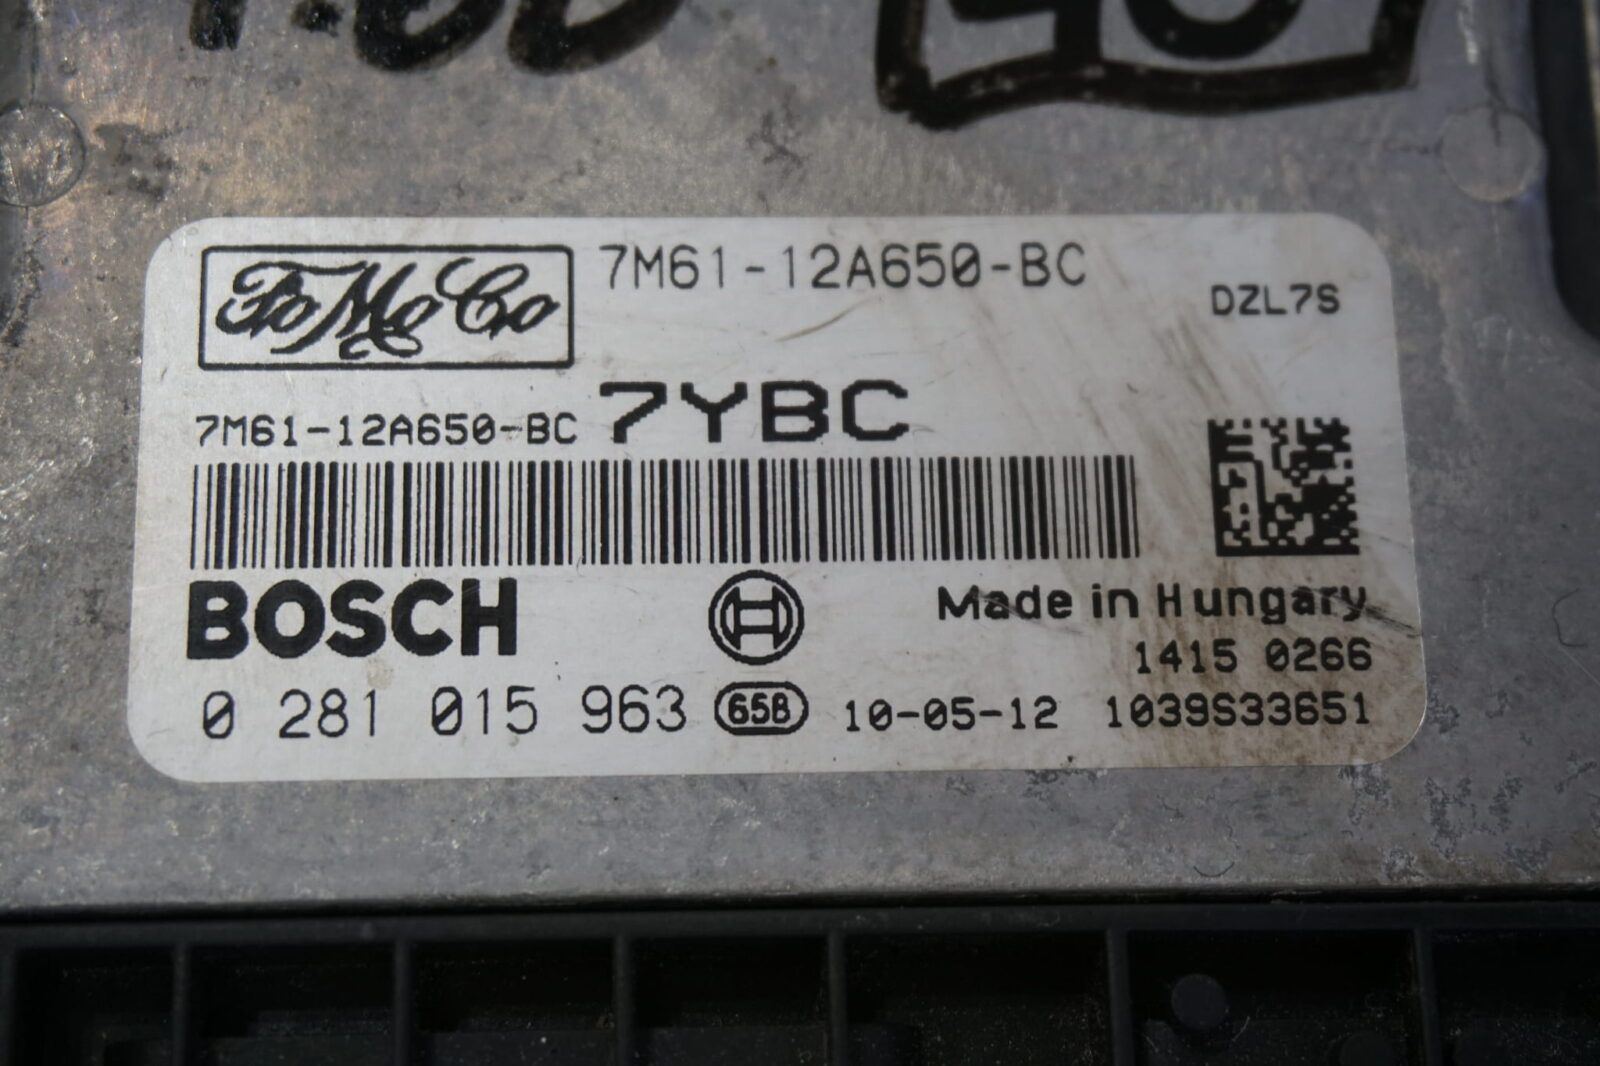 FoMoCo 7M61-12A650-BC
DZL7S
7M61-12A650-BC 7YBC
BOSCH
Made in Hungary
1415 0266
0 281 015 963 65B 10-05-12 1039S33651